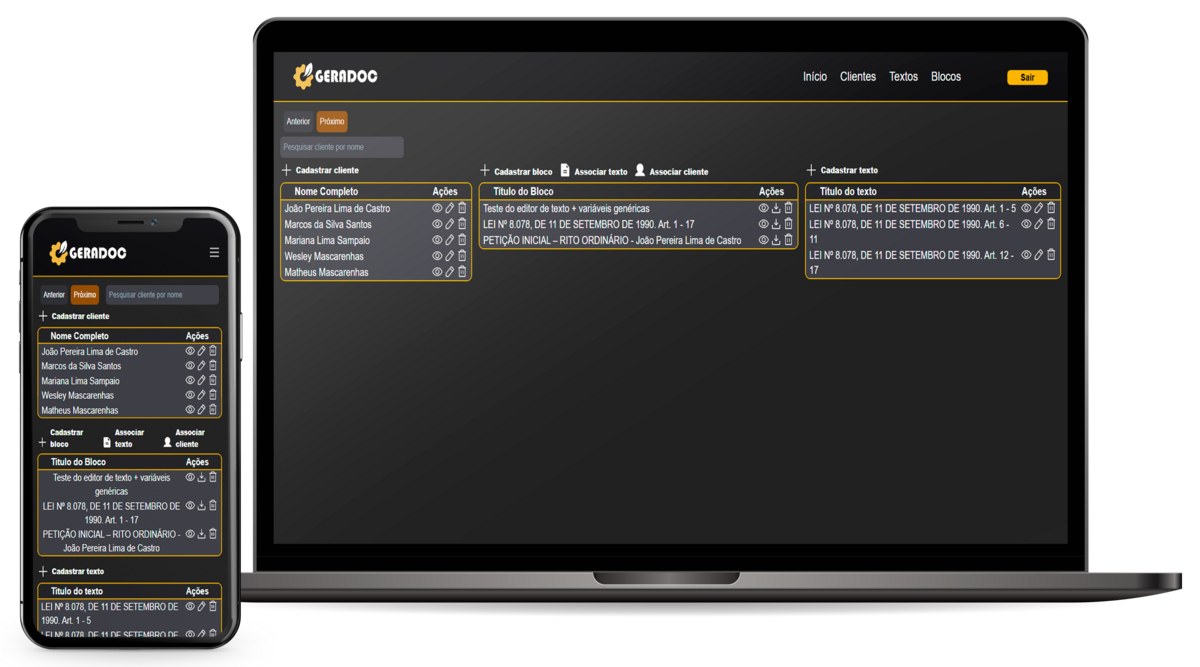 GERADOC
Início Clientes Textos Blocos Sair
Anterior Próximo
Pesquisar cliente por nome
Cadastrar cliente
Nome Completo Ações
João Pereira Lima de Castro
Marcos da Silva Santos
Mariana Lima Sampaio
Wesley Mascarenhas
Matheus Mascarenhas
Cadastrar bloco Associar texto Associar cliente
Titulo do Bloco Ações
Teste do editor de texto + variáveis genéricas
LEI Nº 8.078, DE 11 DE SETEMBRO DE 1990. Art. 1 - 17
PETIÇÃO INICIAL – RITO ORDINÁRIO - João Pereira Lima de Castro
Cadastrar texto
Titulo do texto Ações
LEI Nº 8.078, DE 11 DE SETEMBRO DE 1990. Art. 1 - 5
LEI Nº 8.078, DE 11 DE SETEMBRO DE 1990. Art. 6 -
11
LEI Nº 8.078, DE 11 DE SETEMBRO DE 1990. Art. 12 -
17
GERADOC
Anterior Próximo Pesquisar cliente por nome
Cadastrar cliente
Nome Completo Ações
João Pereira Lima de Castro
Marcos da Silva Santos
Mariana Lima Sampaio
Wesley Mascarenhas
Matheus Mascarenhas
Cadastrar Associar Associar
bloco texto cliente
Titulo do Bloco Ações
Teste do editor de texto + variáveis
genéricas
LEI Nº 8.078, DE 11 DE SETEMBRO DE
1990. Art. 1 - 17
PETIÇÃO INICIAL – RITO ORDINÁRIO -
João Pereira Lima de Castro
Cadastrar texto
Titulo do texto Ações
LEI Nº 8.078, DE 11 DE SETEMBRO DE
1990. Art. 1 - 5
LEI Nº 8.078, DE 11 DE SETEMBRO DE